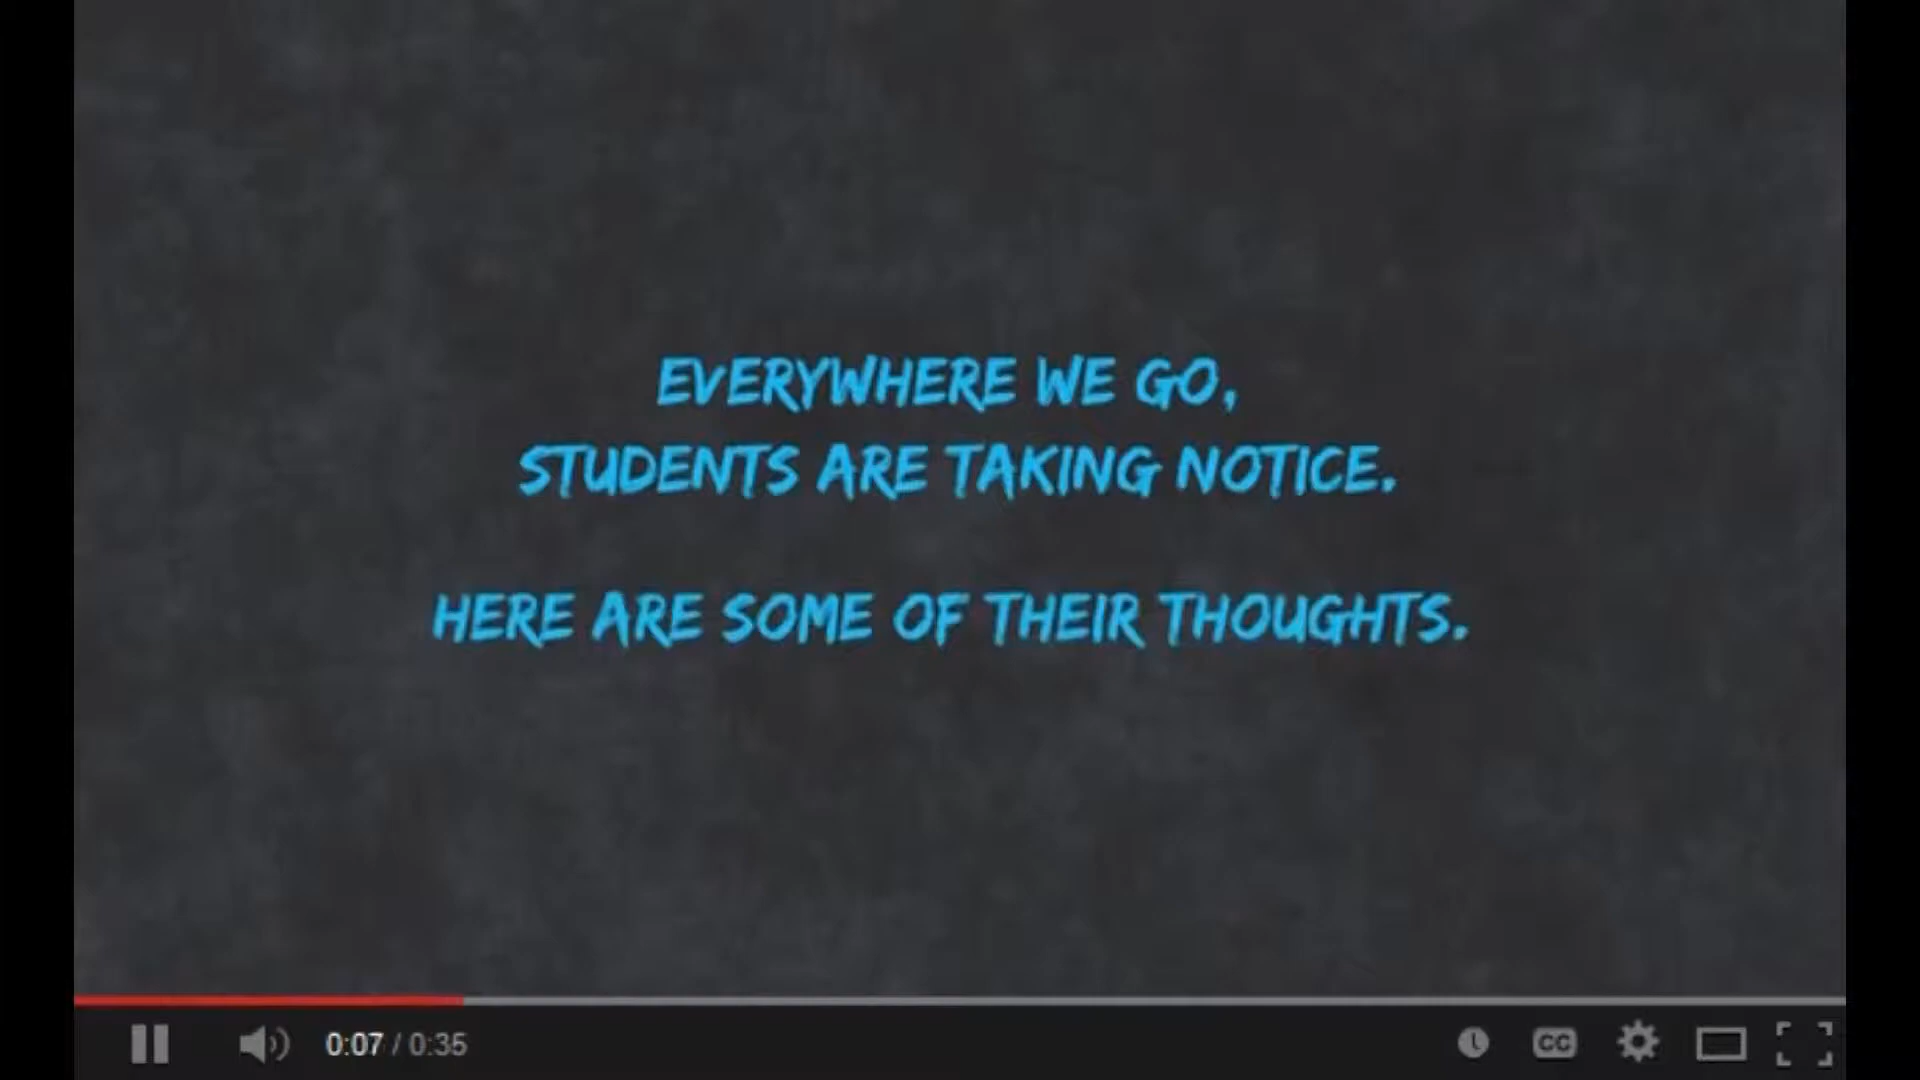 EVERYWHERE WE GO,
STUDENTS ARE TAKING NOTICE.
HERE ARE SOME OF THEIR THOUGHTS.
0:07 / 0:35
CC